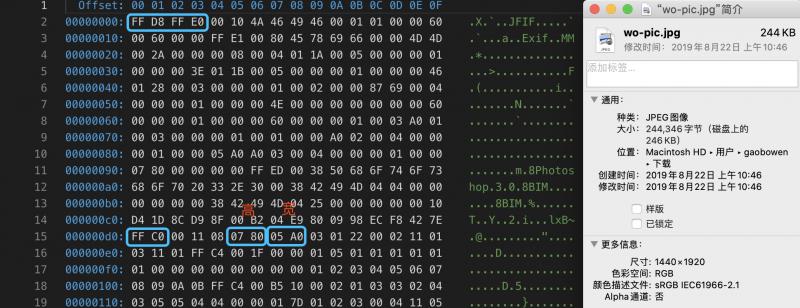 1 Offset: 00 01 02 03 04 05 06 07 08 09 0A 0B 0C 0D 0E 0F
2 00000000: FF D8 FF E0 00 10 4A 46 49 46 00 01 01 00 00 60 .X.`..JFIF.....`
3 00000010: 00 60 00 00 FF E1 00 80 45 78 69 66 00 00 4D 4D .`...a..Exif..MM
4 00000020: 00 2A 00 00 00 08 00 04 01 1A 00 05 00 00 00 01 .*..............
5 00000030: 00 00 00 3E 01 1B 00 05 00 00 00 01 00 00 00 46 ...>...........F
6 00000040: 01 28 00 03 00 00 00 01 00 02 00 00 87 69 00 04 .(...........i..
7 00000050: 00 00 00 01 00 00 00 4E 00 00 00 00 00 00 00 60 .......N.......`
8 00000060: 00 00 00 01 00 00 00 60 00 00 00 01 00 03 A0 01 .......`........
9 00000070: 00 03 00 00 00 01 00 01 00 00 A0 02 00 04 00 00
10 00000080: 00 01 00 00 05 A0 A0 03 00 04 00 00 00 01 00 00
11 00000090: 07 80 00 00 00 00 FF ED 00 38 50 68 6F 74 6F 73 .......m.8Photos
12 000000a0: 68 6F 70 20 33 2E 30 00 38 42 49 4D 04 04 00 00 hop.3.0.8BIM....
13 000000b0: 00 00 00 00 38 42 49 4D 04 25 00 00 00 00 00 10 ....8BIM.%......
高 宽
14 000000c0: D4 1D 8C D9 8F 00 B2 04 E9 80 09 98 EC F8 42 7E T..Y..2.i...lxB~
15 000000d0: FF C0 00 11 08 07 80 05 A0 03 01 22 00 02 11 01 .@........."....
16 000000e0: 03 11 01 FF C4 00 1F 00 00 01 05 01 01 01 01 01 ....D...........
17 000000f0: 01 00 00 00 00 00 00 00 00 01 02 03 04 05 06 07
18 00000100: 08 09 0A 0B FF C4 00 B5 10 00 02 01 03 03 02 04 .....D.5........
19 00000110: 03 05 05 04 04 00 00 01 7D 01 02 03 00 04 11 05 ........}.......
“wo-pic.jpg”简介
wo-pic.jpg 244 KB
修改时间：2019年8月22日 上午10:46
添加标签...
通用：
种类： JPEG图像
大小： 244,346 字节（磁盘上的
246 KB）
位置： Macintosh HD ▸ 用户 ▸ gaobowen
▸ 下载
创建时间： 2019年8月22日 上午10:46
修改时间： 2019年8月22日 上午10:46
样版
已锁定
更多信息：
尺寸： 1440×1920
色彩空间： RGB
颜色描述文件： sRGB IEC61966-2.1
Alpha 通道： 否